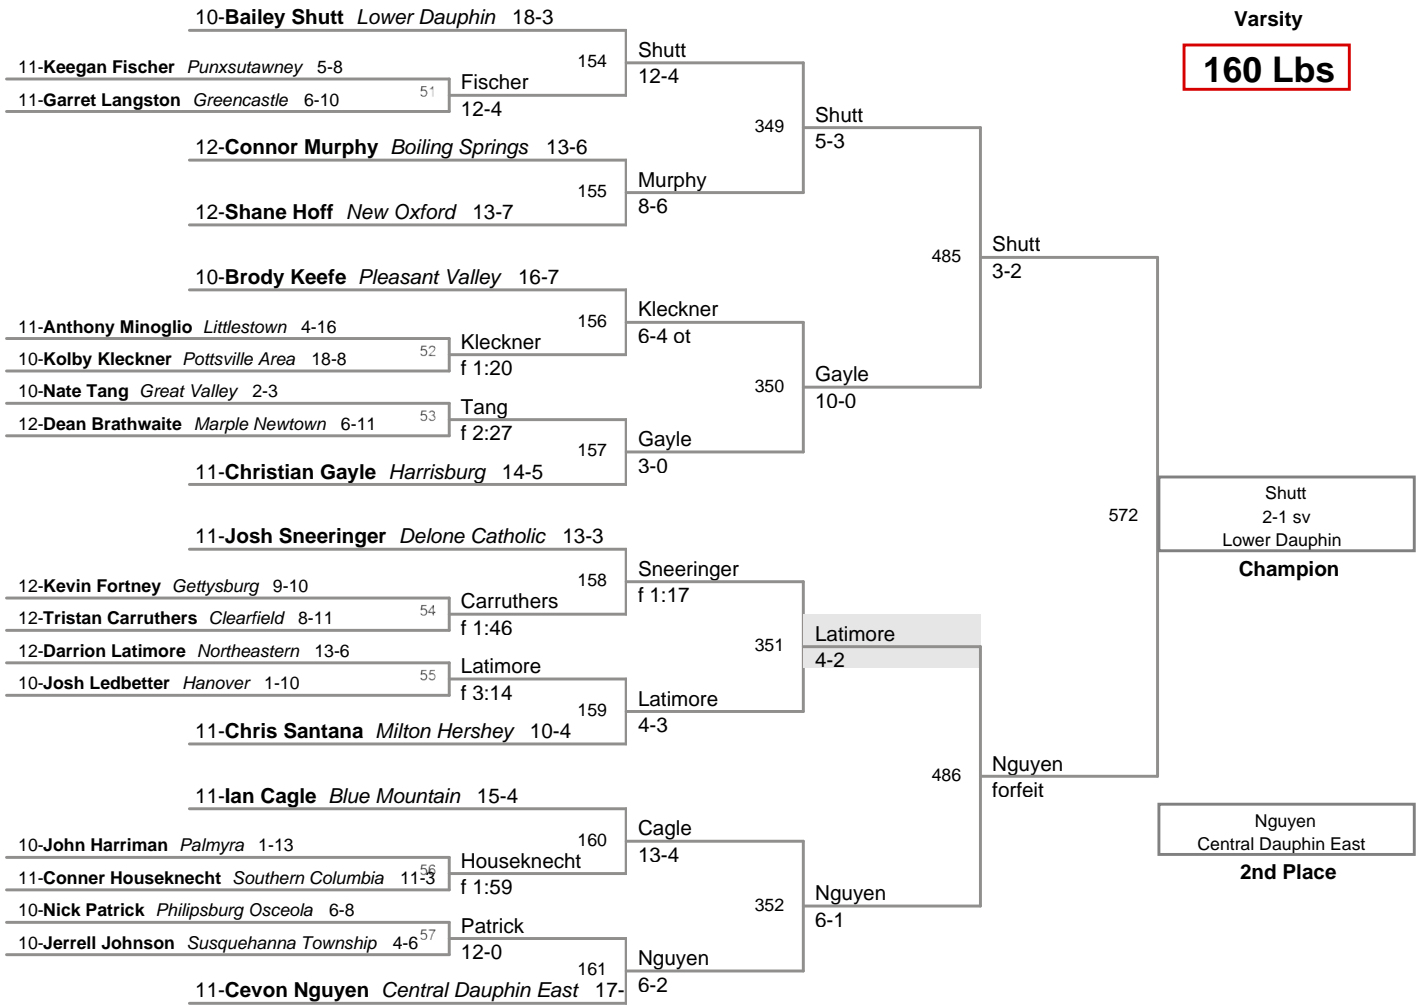 Varsity
160 Lbs
10-Bailey Shutt Lower Dauphin 18-3
11-Keegan Fischer Punxsutawney 5-8
11-Garret Langston Greencastle 6-10
51
Fischer
12-4
154
Shutt
12-4
12-Connor Murphy Boiling Springs 13-6
12-Shane Hoff New Oxford 13-7
155
Murphy
8-6
349
Shutt
5-3
10-Brody Keefe Pleasant Valley 16-7
11-Anthony Minoglio Littlestown 4-16
10-Kolby Kleckner Pottsville Area 18-8
52
Kleckner
f 1:20
156
Kleckner
6-4 ot
10-Nate Tang Great Valley 2-3
12-Dean Brathwaite Marple Newtown 6-11
53
Tang
f 2:27
11-Christian Gayle Harrisburg 14-5
157
Gayle
3-0
350
Gayle
10-0
485
Shutt
3-2
11-Josh Sneeringer Delone Catholic 13-3
12-Kevin Fortney Gettysburg 9-10
12-Tristan Carruthers Clearfield 8-11
54
Carruthers
f 1:46
158
Sneeringer
f 1:17
12-Darrion Latimore Northeastern 13-6
10-Josh Ledbetter Hanover 1-10
55
Latimore
f 3:14
11-Chris Santana Milton Hershey 10-4
159
Latimore
4-3
351
Latimore
4-2
11-Ian Cagle Blue Mountain 15-4
10-John Harriman Palmyra 1-13
11-Conner Houseknecht Southern Columbia 11-3
56
Houseknecht
f 1:59
160
Cagle
13-4
10-Nick Patrick Philipsburg Osceola 6-8
10-Jerrell Johnson Susquehanna Township 4-6
57
Patrick
12-0
11-Cevon Nguyen Central Dauphin East 17-
161
Nguyen
6-2
352
Nguyen
6-1
486
Nguyen
forfeit
572
Shutt
2-1 sv
Lower Dauphin
Champion
Nguyen
Central Dauphin East
2nd Place